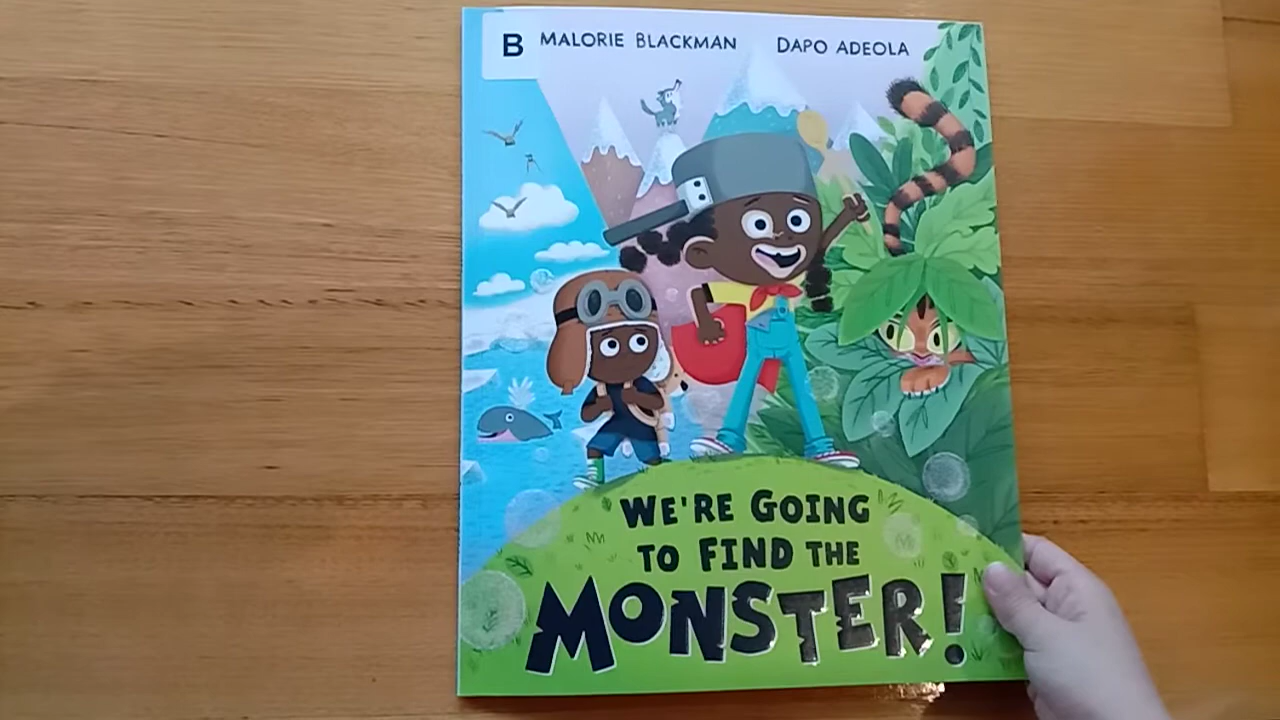 B MALORIE BLACKMAN DAPO ADEOLA
WE'RE GOING
TO FIND THE
MONSTER!